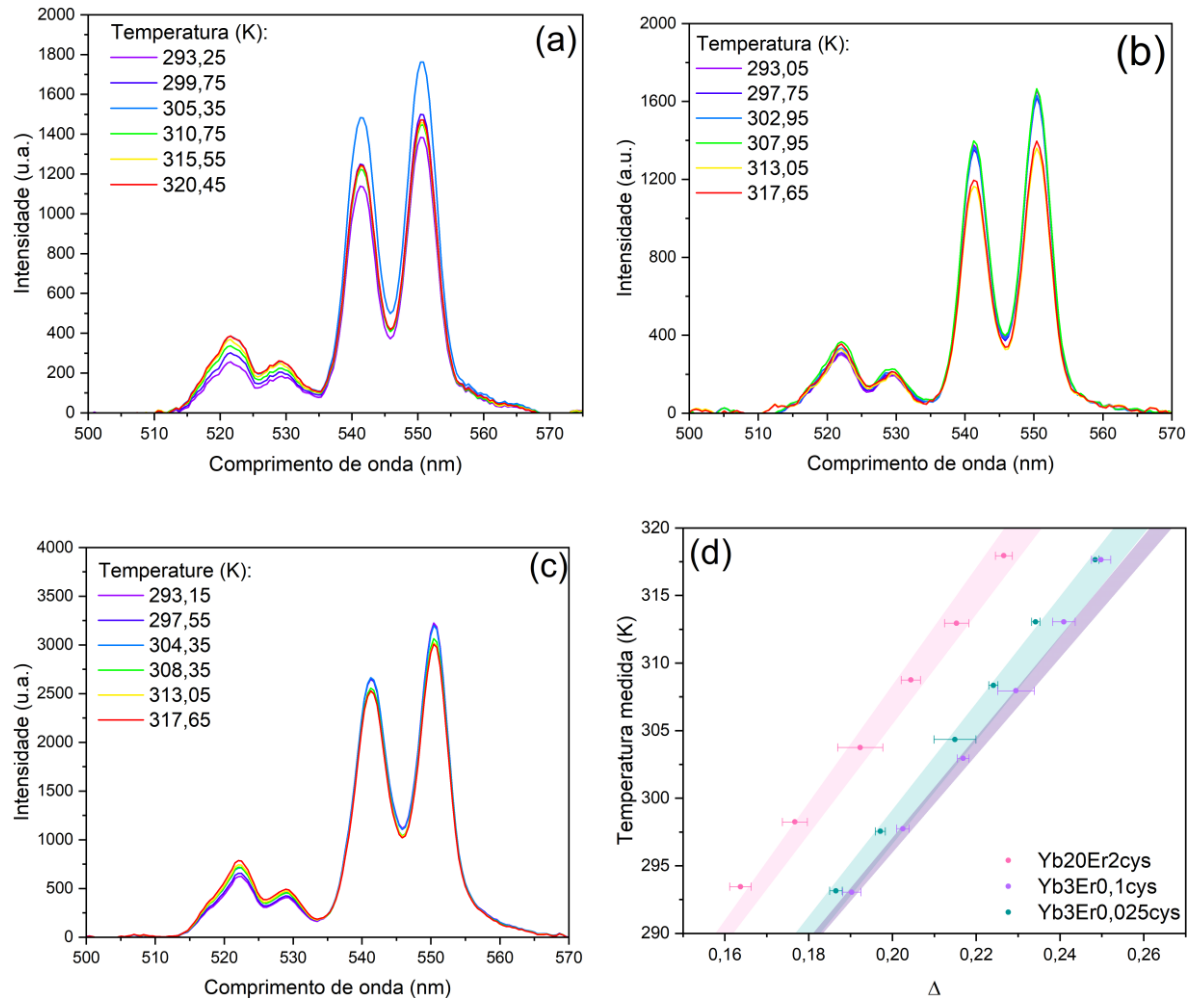 (a)
Temperatura (K):
293,25
299,75
305,35
310,75
315,55
320,45
2000
1800
1600
1400
1200
1000
800
600
400
200
0
Intensidade (u.a.)
500 510 520 530 540 550 560 570
Comprimento de onda (nm)
(b)
Temperatura (K):
293,05
297,75
302,95
307,95
313,05
317,65
2000
1600
1200
800
400
0
Intensidade (a.u.)
500 510 520 530 540 550 560 570
Comprimento de onda (nm)
(c)
Temperature (K):
293,15
297,55
304,35
308,35
313,05
317,65
4000
3500
3000
2500
2000
1500
1000
500
0
Intensidade (u.a.)
500 510 520 530 540 550 560 570
Comprimento de onda (nm)
(d)
320
315
310
305
300
295
290
Temperatura medida (K)
Yb20Er2cys
Yb3Er0,1cys
Yb3Er0,025cys
0,16 0,18 0,20 0,22 0,24 0,26
Δ